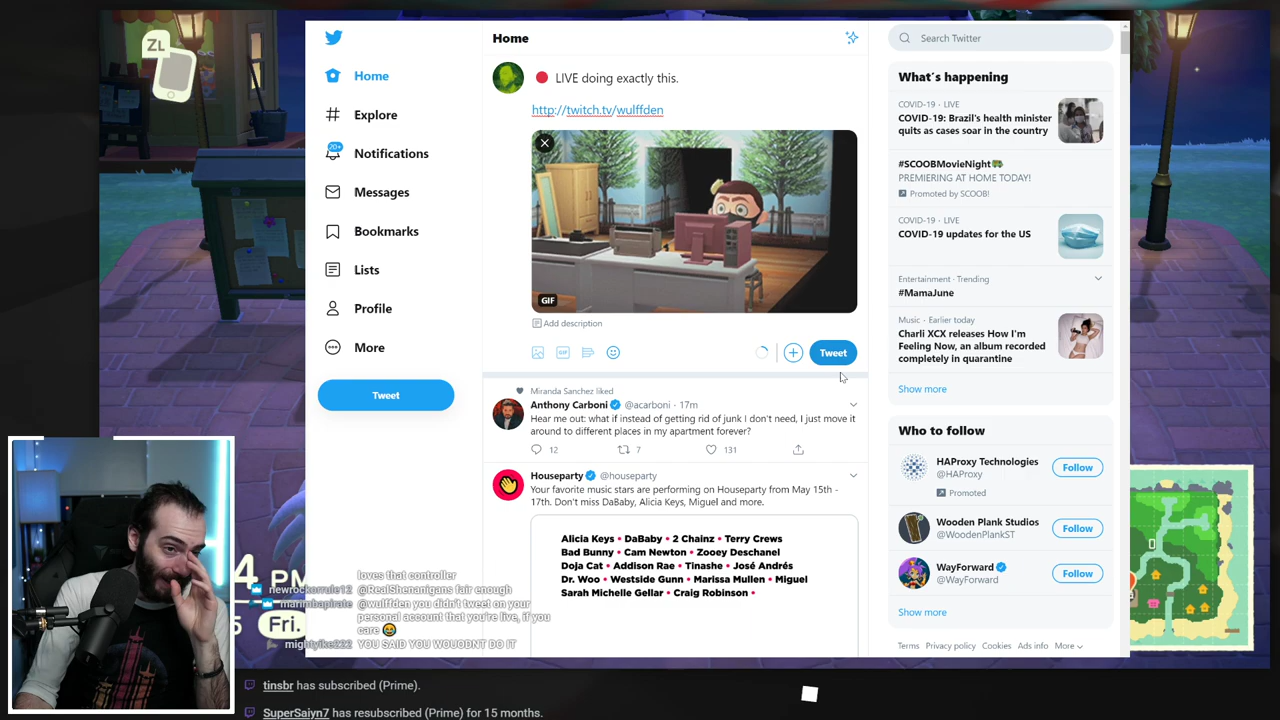 ZL
Home
Explore
20+
Notifications
Messages
Bookmarks
Lists
Profile
More
Tweet
Home
LIVE doing exactly this.
http://twitch.tv/wulffden
GIF
Add description
GIF
Tweet
Miranda Sanchez liked
Anthony Carboni @acarboni · 17m
Hear me out: what if instead of getting rid of junk I don't need, I just move it
around to different places in my apartment forever?
12
7
131
Houseparty @houseparty
Your favorite music stars are performing on Houseparty from May 15th -
17th. Don't miss DaBaby, Alicia Keys, Miguel and more.
Alicia Keys • DaBaby • 2 Chainz • Terry Crews
Bad Bunny • Cam Newton • Zooey Deschanel
Doja Cat • Addison Rae • Tinashe • José Andrés
Dr. Woo • Westside Gunn • Marissa Mullen • Miguel
Sarah Michelle Gellar • Craig Robinson •
Search Twitter
What's happening
COVID-19 · LIVE
COVID-19: Brazil's health minister
quits as cases soar in the country
#SCOOBMovieNight
PREMIERING AT HOME TODAY!
Promoted by SCOOB!
COVID-19 · LIVE
COVID-19 updates for the US
Entertainment · Trending
#MamaJune
Music · Earlier today
Charli XCX releases How I'm
Feeling Now, an album recorded
completely in quarantine
Show more
Who to follow
HAProxy Technologies
@HAProxy
Follow
Promoted
Wooden Plank Studios
@WoodenPlankST
Follow
WayForward
@WayForward
Follow
Show more
Terms Privacy policy Cookies Ads info More
4 PM
5 Fri.
loves that controller
newrockerrule12 @RealShenanigans fair enough
marimbapirate @wulffden you didn't tweet on your
personal account that you're live, if you
care 😂
mightyike222 YOU SAID YOU WOUODNT DO IT
tinsbr has subscribed (Prime).
SuperSaiyn7 has resubscribed (Prime) for 15 months.